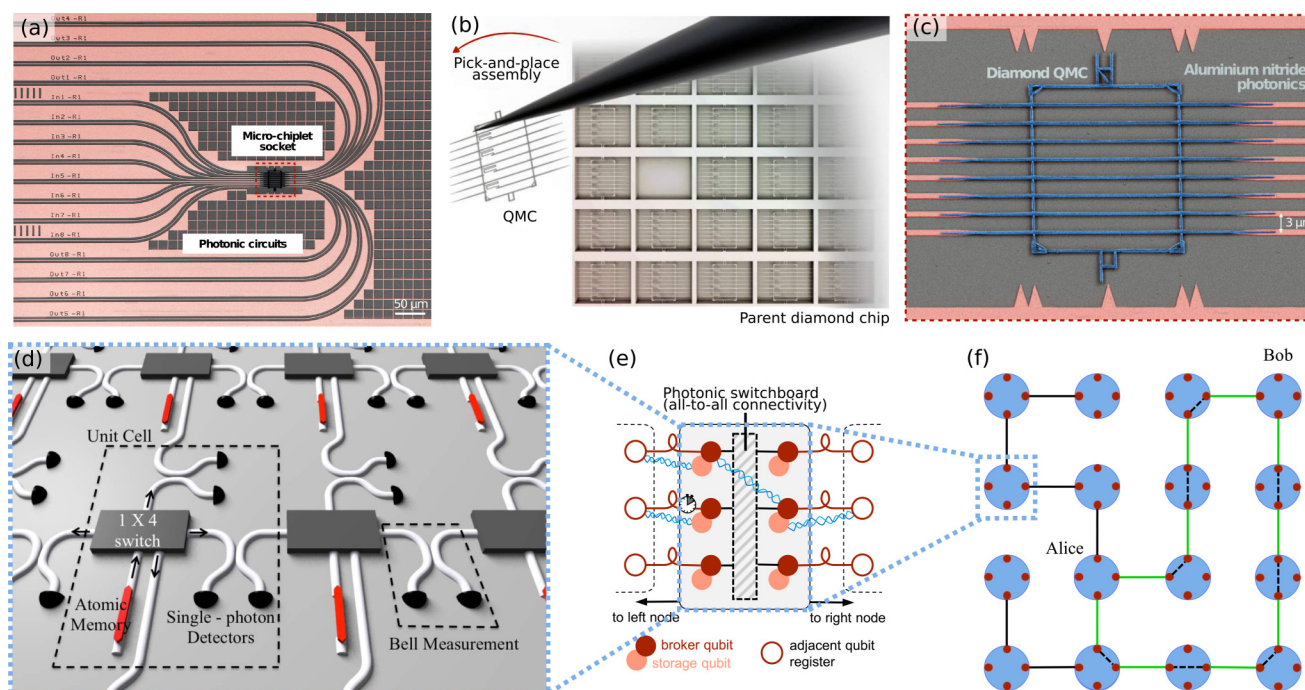 (a)
Out4-R1
Out3-R1
Out2-R1
Out1-R1
In1-R1
In2-R1
In3-R1
In4-R1
In5-R1
In6-R1
In7-R1
In8-R1
Out8-R1
Out7-R1
Out6-R1
Out5-R1
Micro-chiplet
socket
Photonic circuits
50 μm
(b)
Pick-and-place
assembly
QMC
Parent diamond chip
(c)
Diamond QMC
Aluminium nitride
photonics
3 μm
(d)
Unit Cell
1 X 4
switch
Atomic
Memory
Single - photon
Detectors
Bell Measurement
(e)
Photonic switchboard
(all-to-all connectivity)
to left node
to right node
broker qubit
storage qubit
adjacent qubit
register
(f)
Bob
Alice